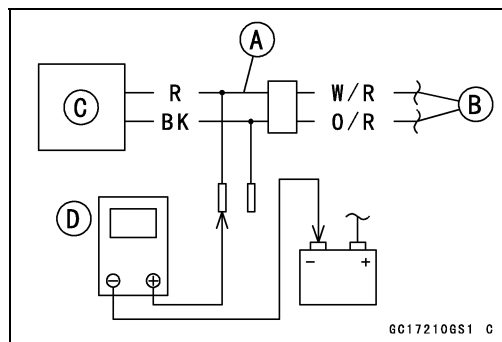 A
R W/R
C B
BK O/R
D
- +
- +
GC17210GS1 C